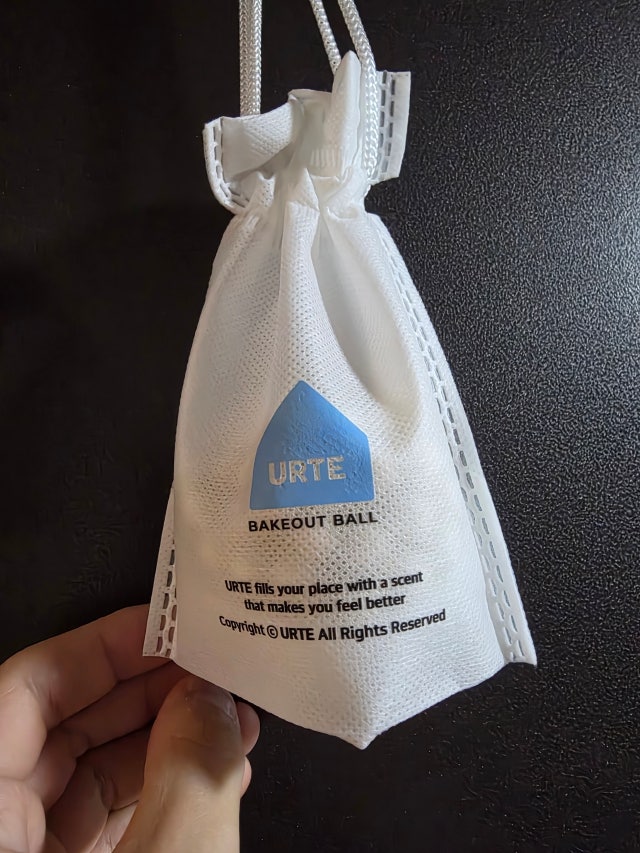 URTE
BAKEOUT BALL
URTE fills your place with a scent
that makes you feel better
Copyright © URTE All Rights Reserved